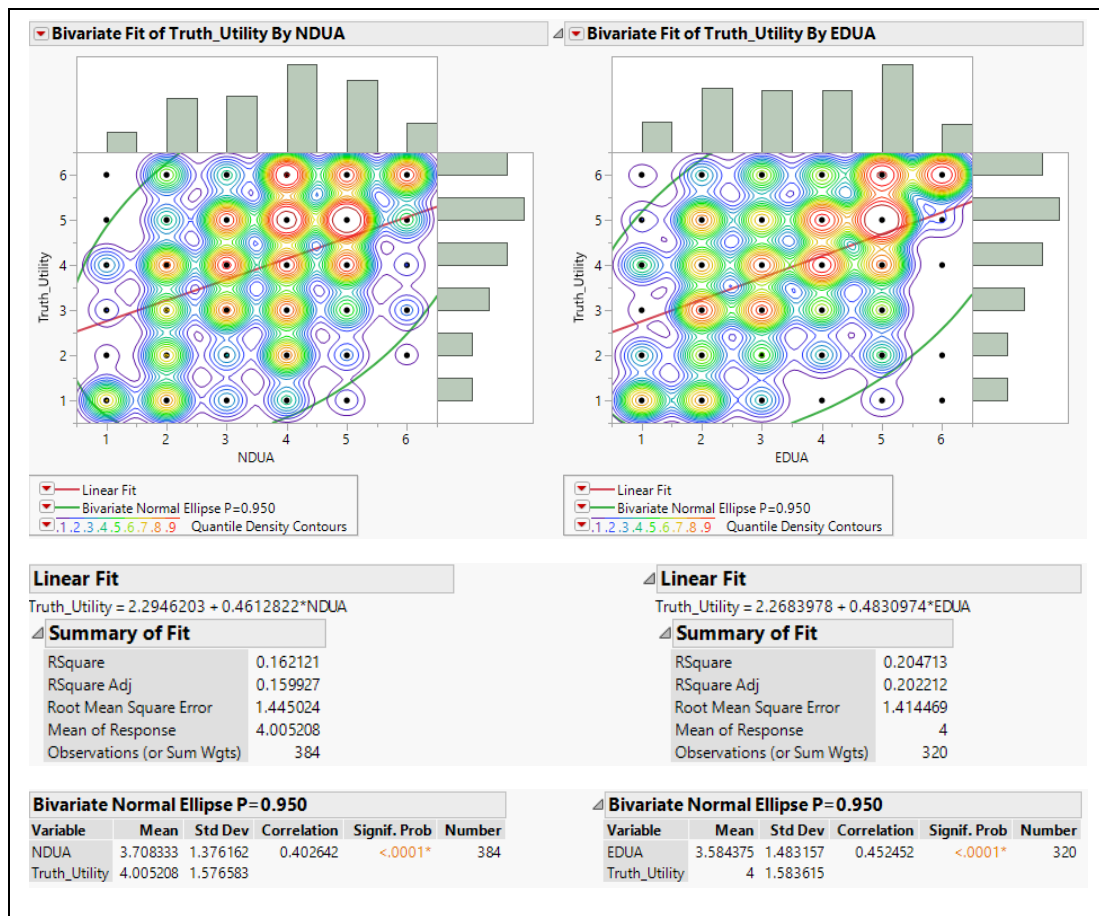 Bivariate Fit of Truth_Utility By NDUA
Truth_Utility
6
5
4
3
2
1
1 2 3 4 5 6
NDUA
Linear Fit
Bivariate Normal Ellipse P=0.950
.1.2.3.4.5.6.7.8.9 Quantile Density Contours
Bivariate Fit of Truth_Utility By EDUA
Truth_Utility
6
5
4
3
2
1
1 2 3 4 5 6
EDUA
Linear Fit
Bivariate Normal Ellipse P=0.950
.1.2.3.4.5.6.7.8.9 Quantile Density Contours
Linear Fit
Truth_Utility = 2.2946203 + 0.4612822*NDUA
Summary of Fit
RSquare 0.162121
RSquare Adj 0.159927
Root Mean Square Error 1.445024
Mean of Response 4.005208
Observations (or Sum Wgts) 384
Linear Fit
Truth_Utility = 2.2683978 + 0.4830974*EDUA
Summary of Fit
RSquare 0.204713
RSquare Adj 0.202212
Root Mean Square Error 1.414469
Mean of Response 4
Observations (or Sum Wgts) 320
Bivariate Normal Ellipse P=0.950
Variable Mean Std Dev Correlation Signif. Prob Number
NDUA 3.708333 1.376162 0.402642 <.0001* 384
Truth_Utility 4.005208 1.576583
Bivariate Normal Ellipse P=0.950
Variable Mean Std Dev Correlation Signif. Prob Number
EDUA 3.584375 1.483157 0.452452 <.0001* 320
Truth_Utility 4 1.583615